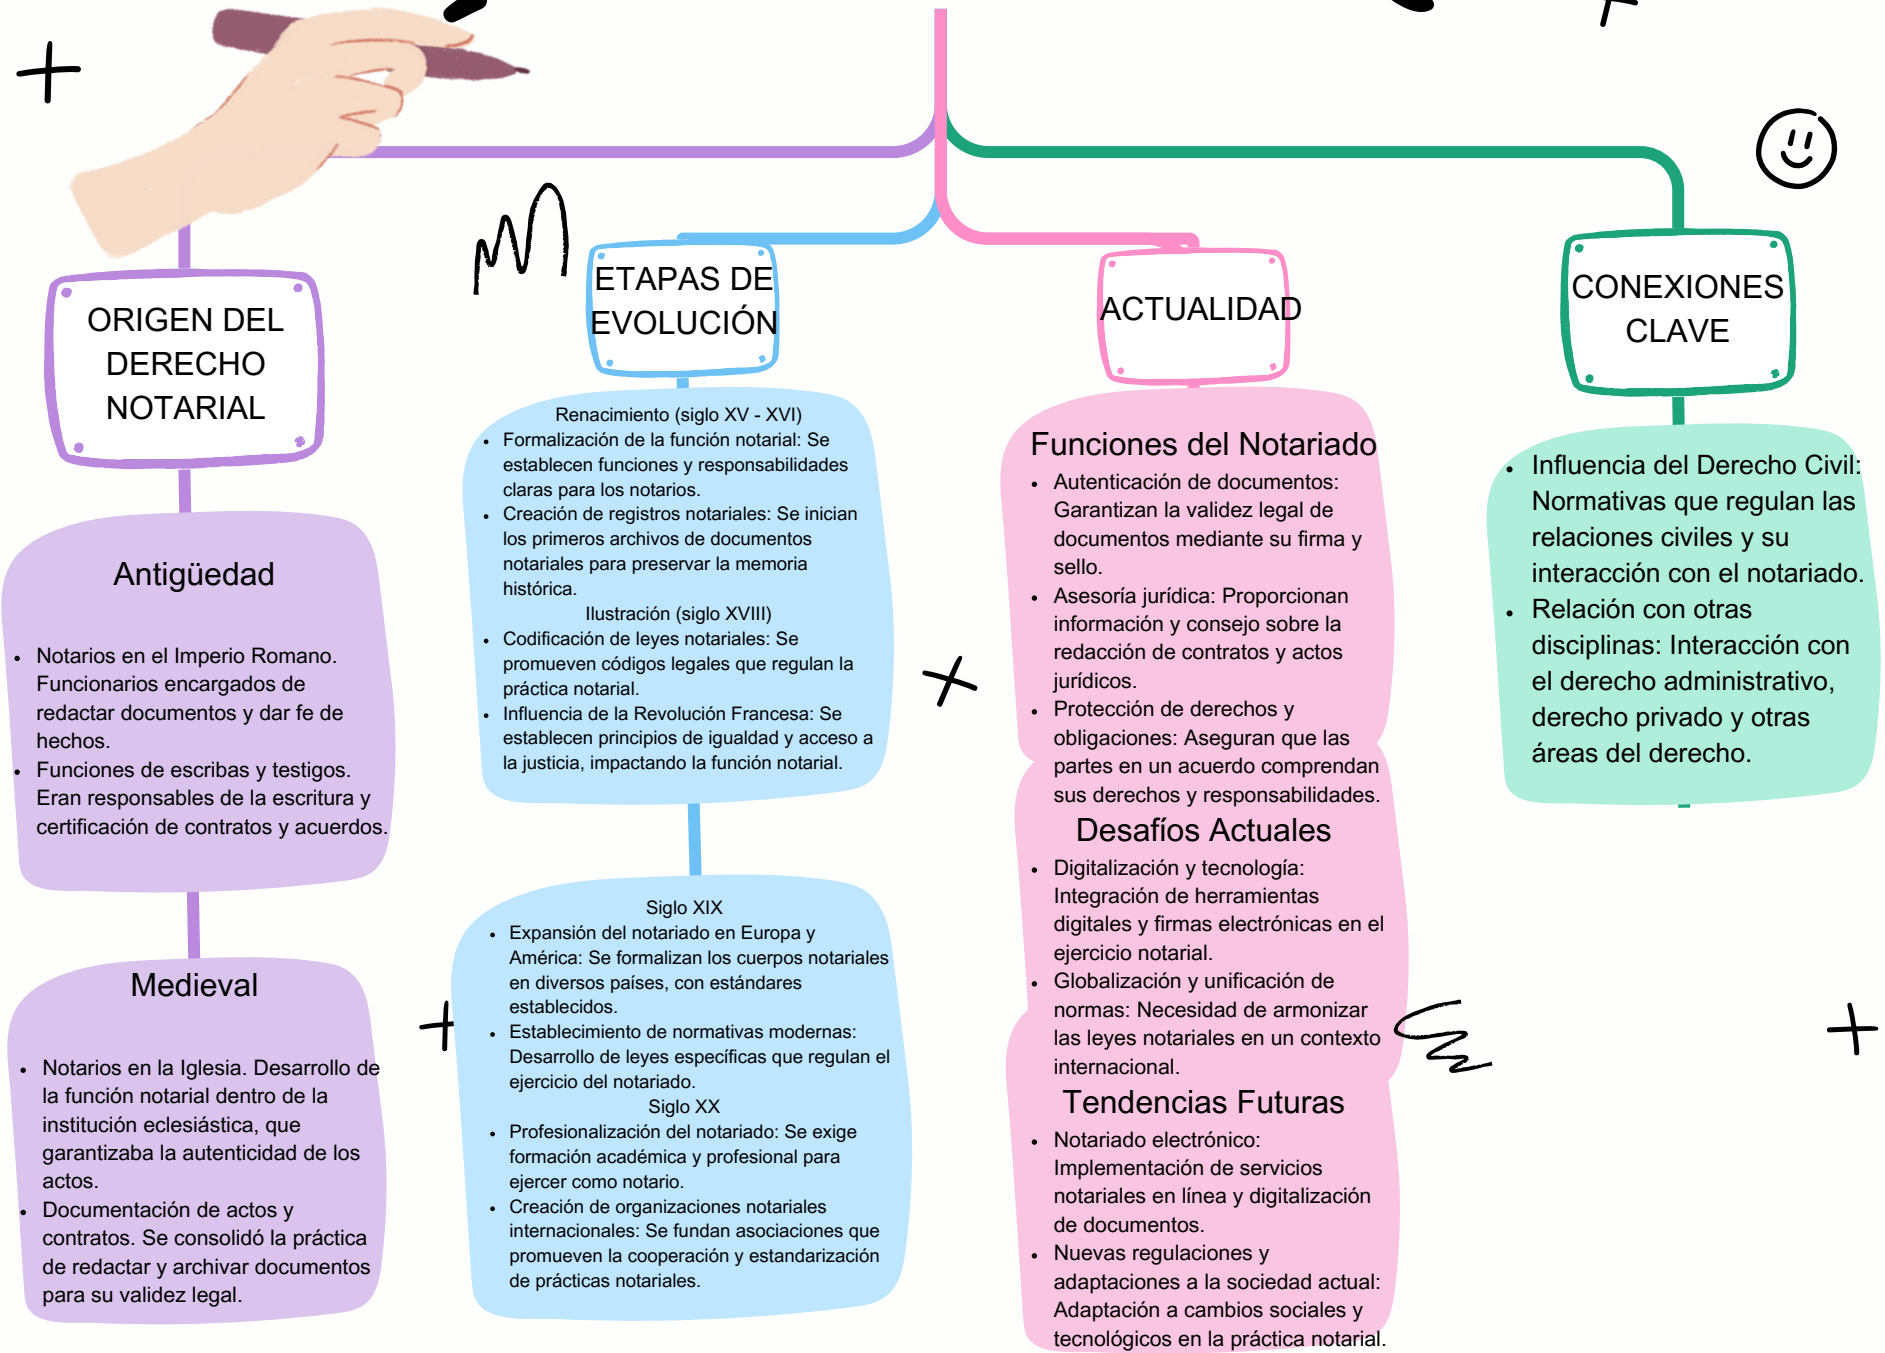 ORIGEN DEL
DERECHO
NOTARIAL
Antigüedad
• Notarios en el Imperio Romano.
Funcionarios encargados de
redactar documentos y dar fe de
hechos.
• Funciones de escribas y testigos.
Eran responsables de la escritura y
certificación de contratos y acuerdos.
Medieval
• Notarios en la Iglesia. Desarrollo de
la función notarial dentro de la
institución eclesiástica, que
garantizaba la autenticidad de los
actos.
• Documentación de actos y
contratos. Se consolidó la práctica
de redactar y archivar documentos
para su validez legal.
ETAPAS DE
EVOLUCIÓN
Renacimiento (siglo XV - XVI)
• Formalización de la función notarial: Se
establecen funciones y responsabilidades
claras para los notarios.
• Creación de registros notariales: Se inician
los primeros archivos de documentos
notariales para preservar la memoria
histórica.
Ilustración (siglo XVIII)
• Codificación de leyes notariales: Se
promueven códigos legales que regulan la
práctica notarial.
• Influencia de la Revolución Francesa: Se
establecen principios de igualdad y acceso a
la justicia, impactando la función notarial.
Siglo XIX
• Expansión del notariado en Europa y
América: Se formalizan los cuerpos notariales
en diversos países, con estándares
establecidos.
• Establecimiento de normativas modernas:
Desarrollo de leyes específicas que regulan el
ejercicio del notariado.
Siglo XX
• Profesionalización del notariado: Se exige
formación académica y profesional para
ejercer como notario.
• Creación de organizaciones notariales
internacionales: Se fundan asociaciones que
promueven la cooperación y estandarización
de prácticas notariales.
ACTUALIDAD
Funciones del Notariado
• Autenticación de documentos:
Garantizan la validez legal de
documentos mediante su firma y
sello.
• Asesoría jurídica: Proporcionan
información y consejo sobre la
redacción de contratos y actos
jurídicos.
• Protección de derechos y
obligaciones: Aseguran que las
partes en un acuerdo comprendan
sus derechos y responsabilidades.
Desafíos Actuales
• Digitalización y tecnología:
Integración de herramientas
digitales y firmas electrónicas en el
ejercicio notarial.
• Globalización y unificación de
normas: Necesidad de armonizar
las leyes notariales en un contexto
internacional.
Tendencias Futuras
• Notariado electrónico:
Implementación de servicios
notariales en línea y digitalización
de documentos.
• Nuevas regulaciones y
adaptaciones a la sociedad actual:
Adaptación a cambios sociales y
tecnológicos en la práctica notarial.
CONEXIONES
CLAVE
• Influencia del Derecho Civil:
Normativas que regulan las
relaciones civiles y su
interacción con el notariado.
• Relación con otras
disciplinas: Interacción con
el derecho administrativo,
derecho privado y otras
áreas del derecho.